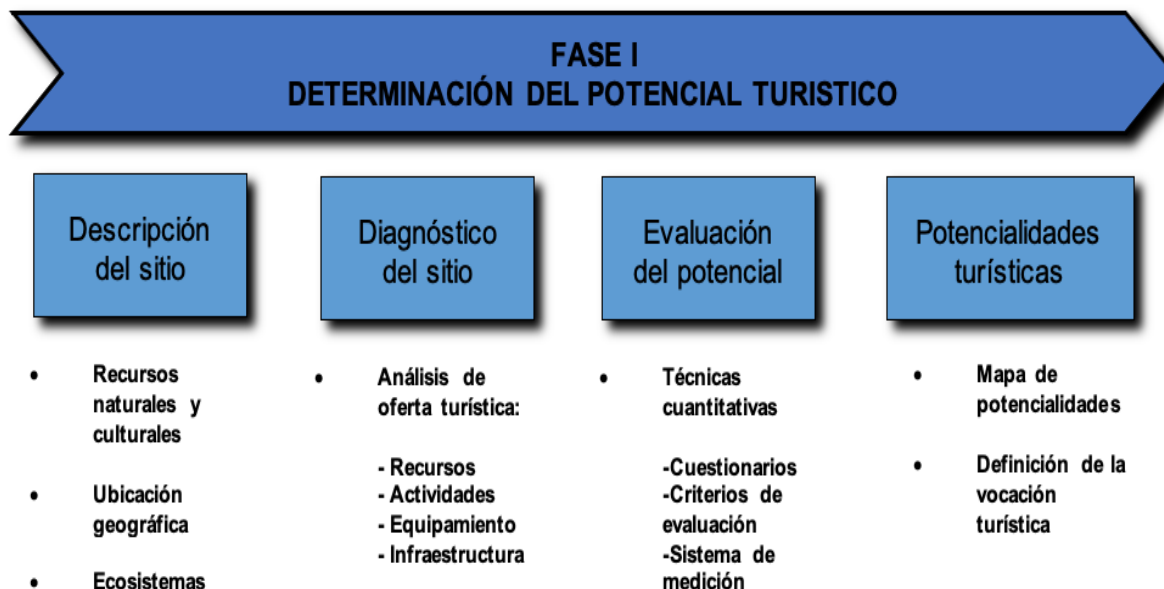 FASE I
DETERMINACIÓN DEL POTENCIAL TURISTICO
Descripción
del sitio
• Recursos
naturales y
culturales
• Ubicación
geográfica
• Ecosistemas
Diagnóstico
del sitio
• Análisis de
oferta turística:
- Recursos
- Actividades
- Equipamiento
- Infraestructura
Evaluación
del potencial
• Técnicas
cuantitativas
-Cuestionarios
-Criterios de
evaluación
-Sistema de
medición
Potencialidades
turísticas
• Mapa de
potencialidades
• Definición de la
vocación
turística